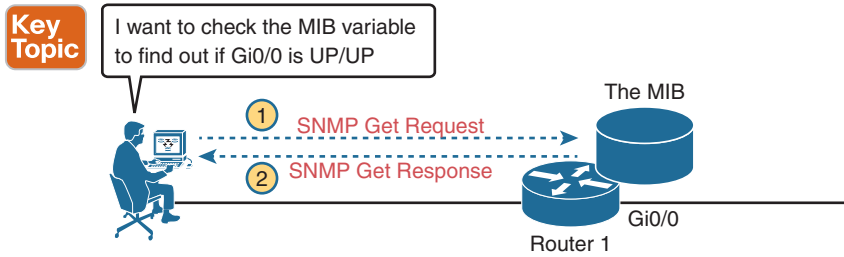 Key
Topic
I want to check the MIB variable
to find out if Gi0/0 is UP/UP
The MIB
1
SNMP Get Request
SNMP Get Response
2
Gi0/0
Router 1